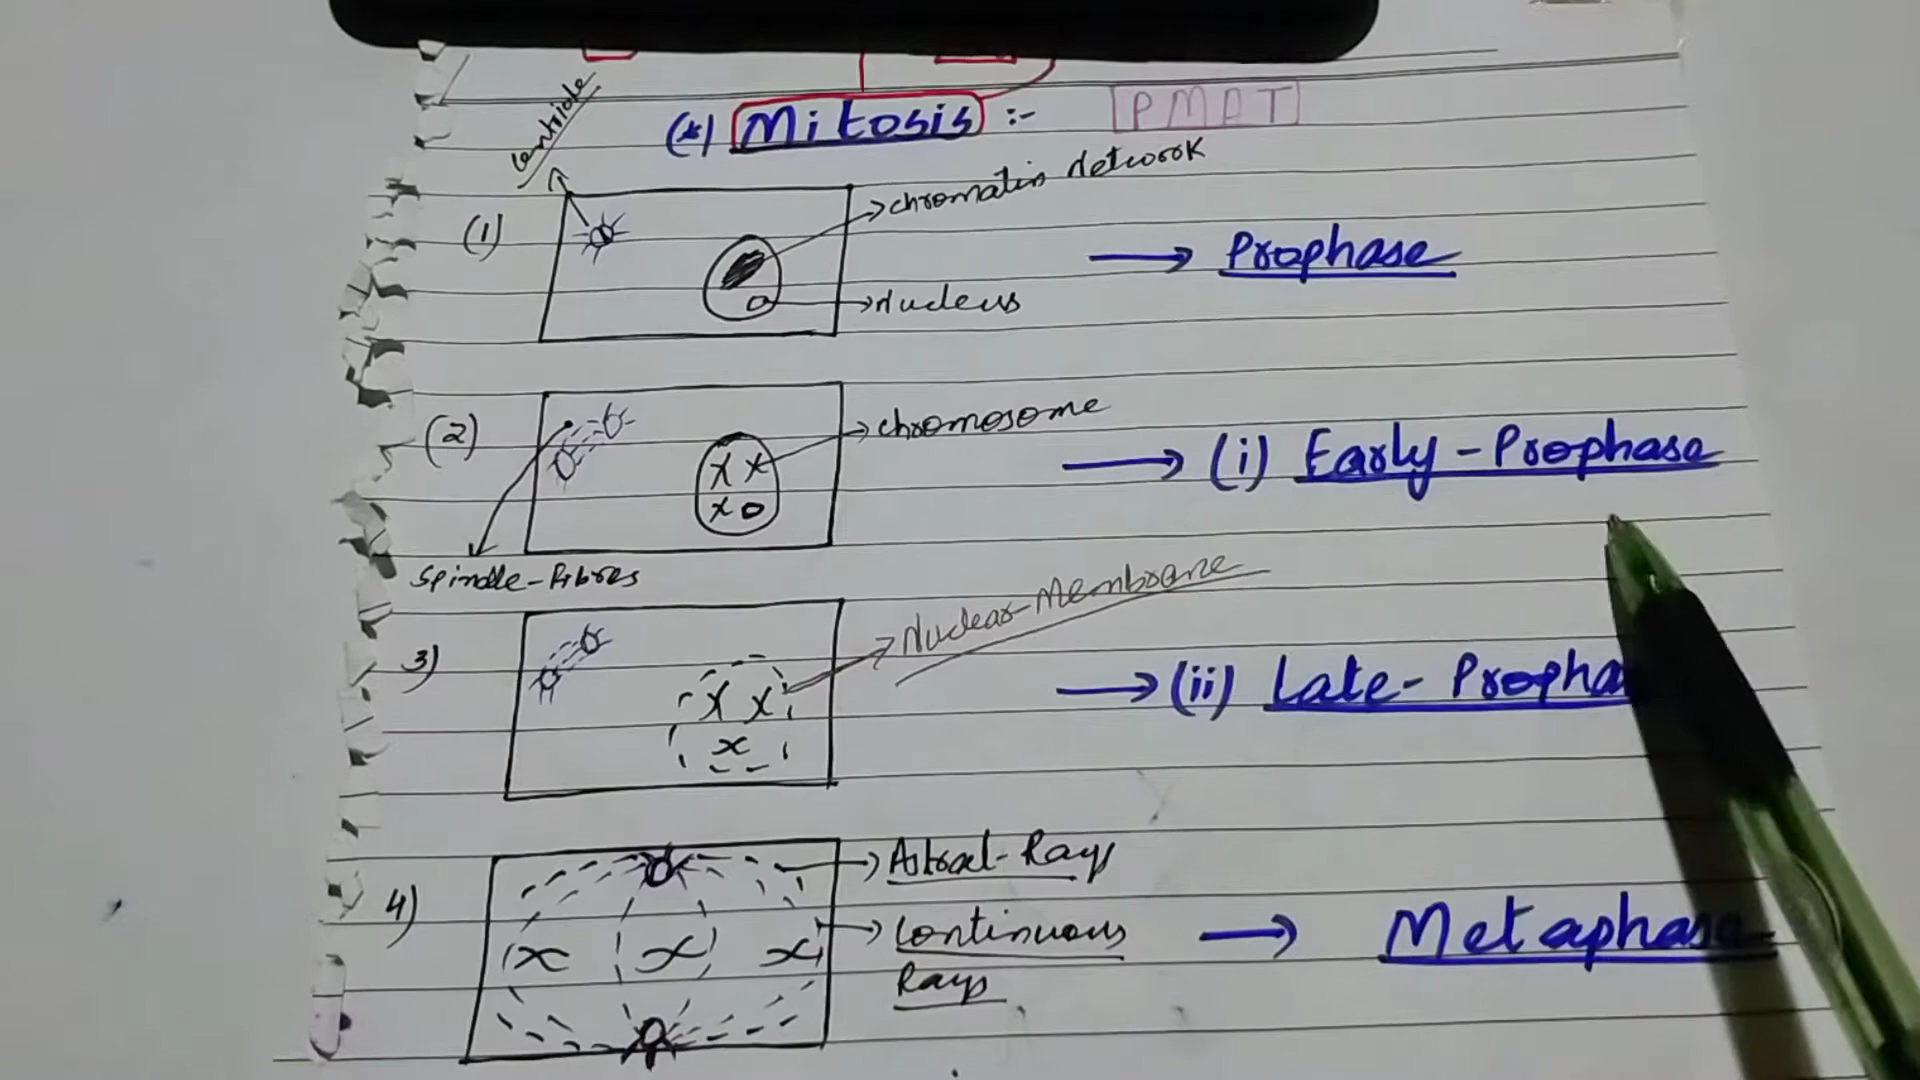 (*) Mitosis :- PMAT
Centriole
chromatin network
(1)
→ Prophase
Nucleus
(2)
chromosome
→ (i) Early-Prophase
Spindle-Fibres
Nuclear-Membrane
3)
→ (ii) Late-Propha
4)
Astral-Rays
Continuous
Rays
→ Metaphase